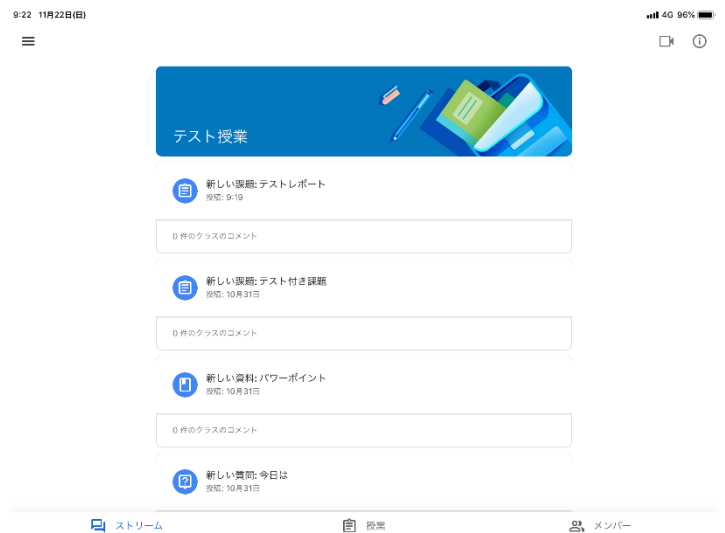 9:22 11月22日(日)
4G 96%
テスト授業
新しい課題: テストレポート
投稿: 9:19
0 件のクラスのコメント
新しい課題: テスト付き課題
投稿: 10月31日
0 件のクラスのコメント
新しい資料: パワーポイント
投稿: 10月31日
0 件のクラスのコメント
新しい質問: 今日は
投稿: 10月31日
ストリーム
授業
メンバー